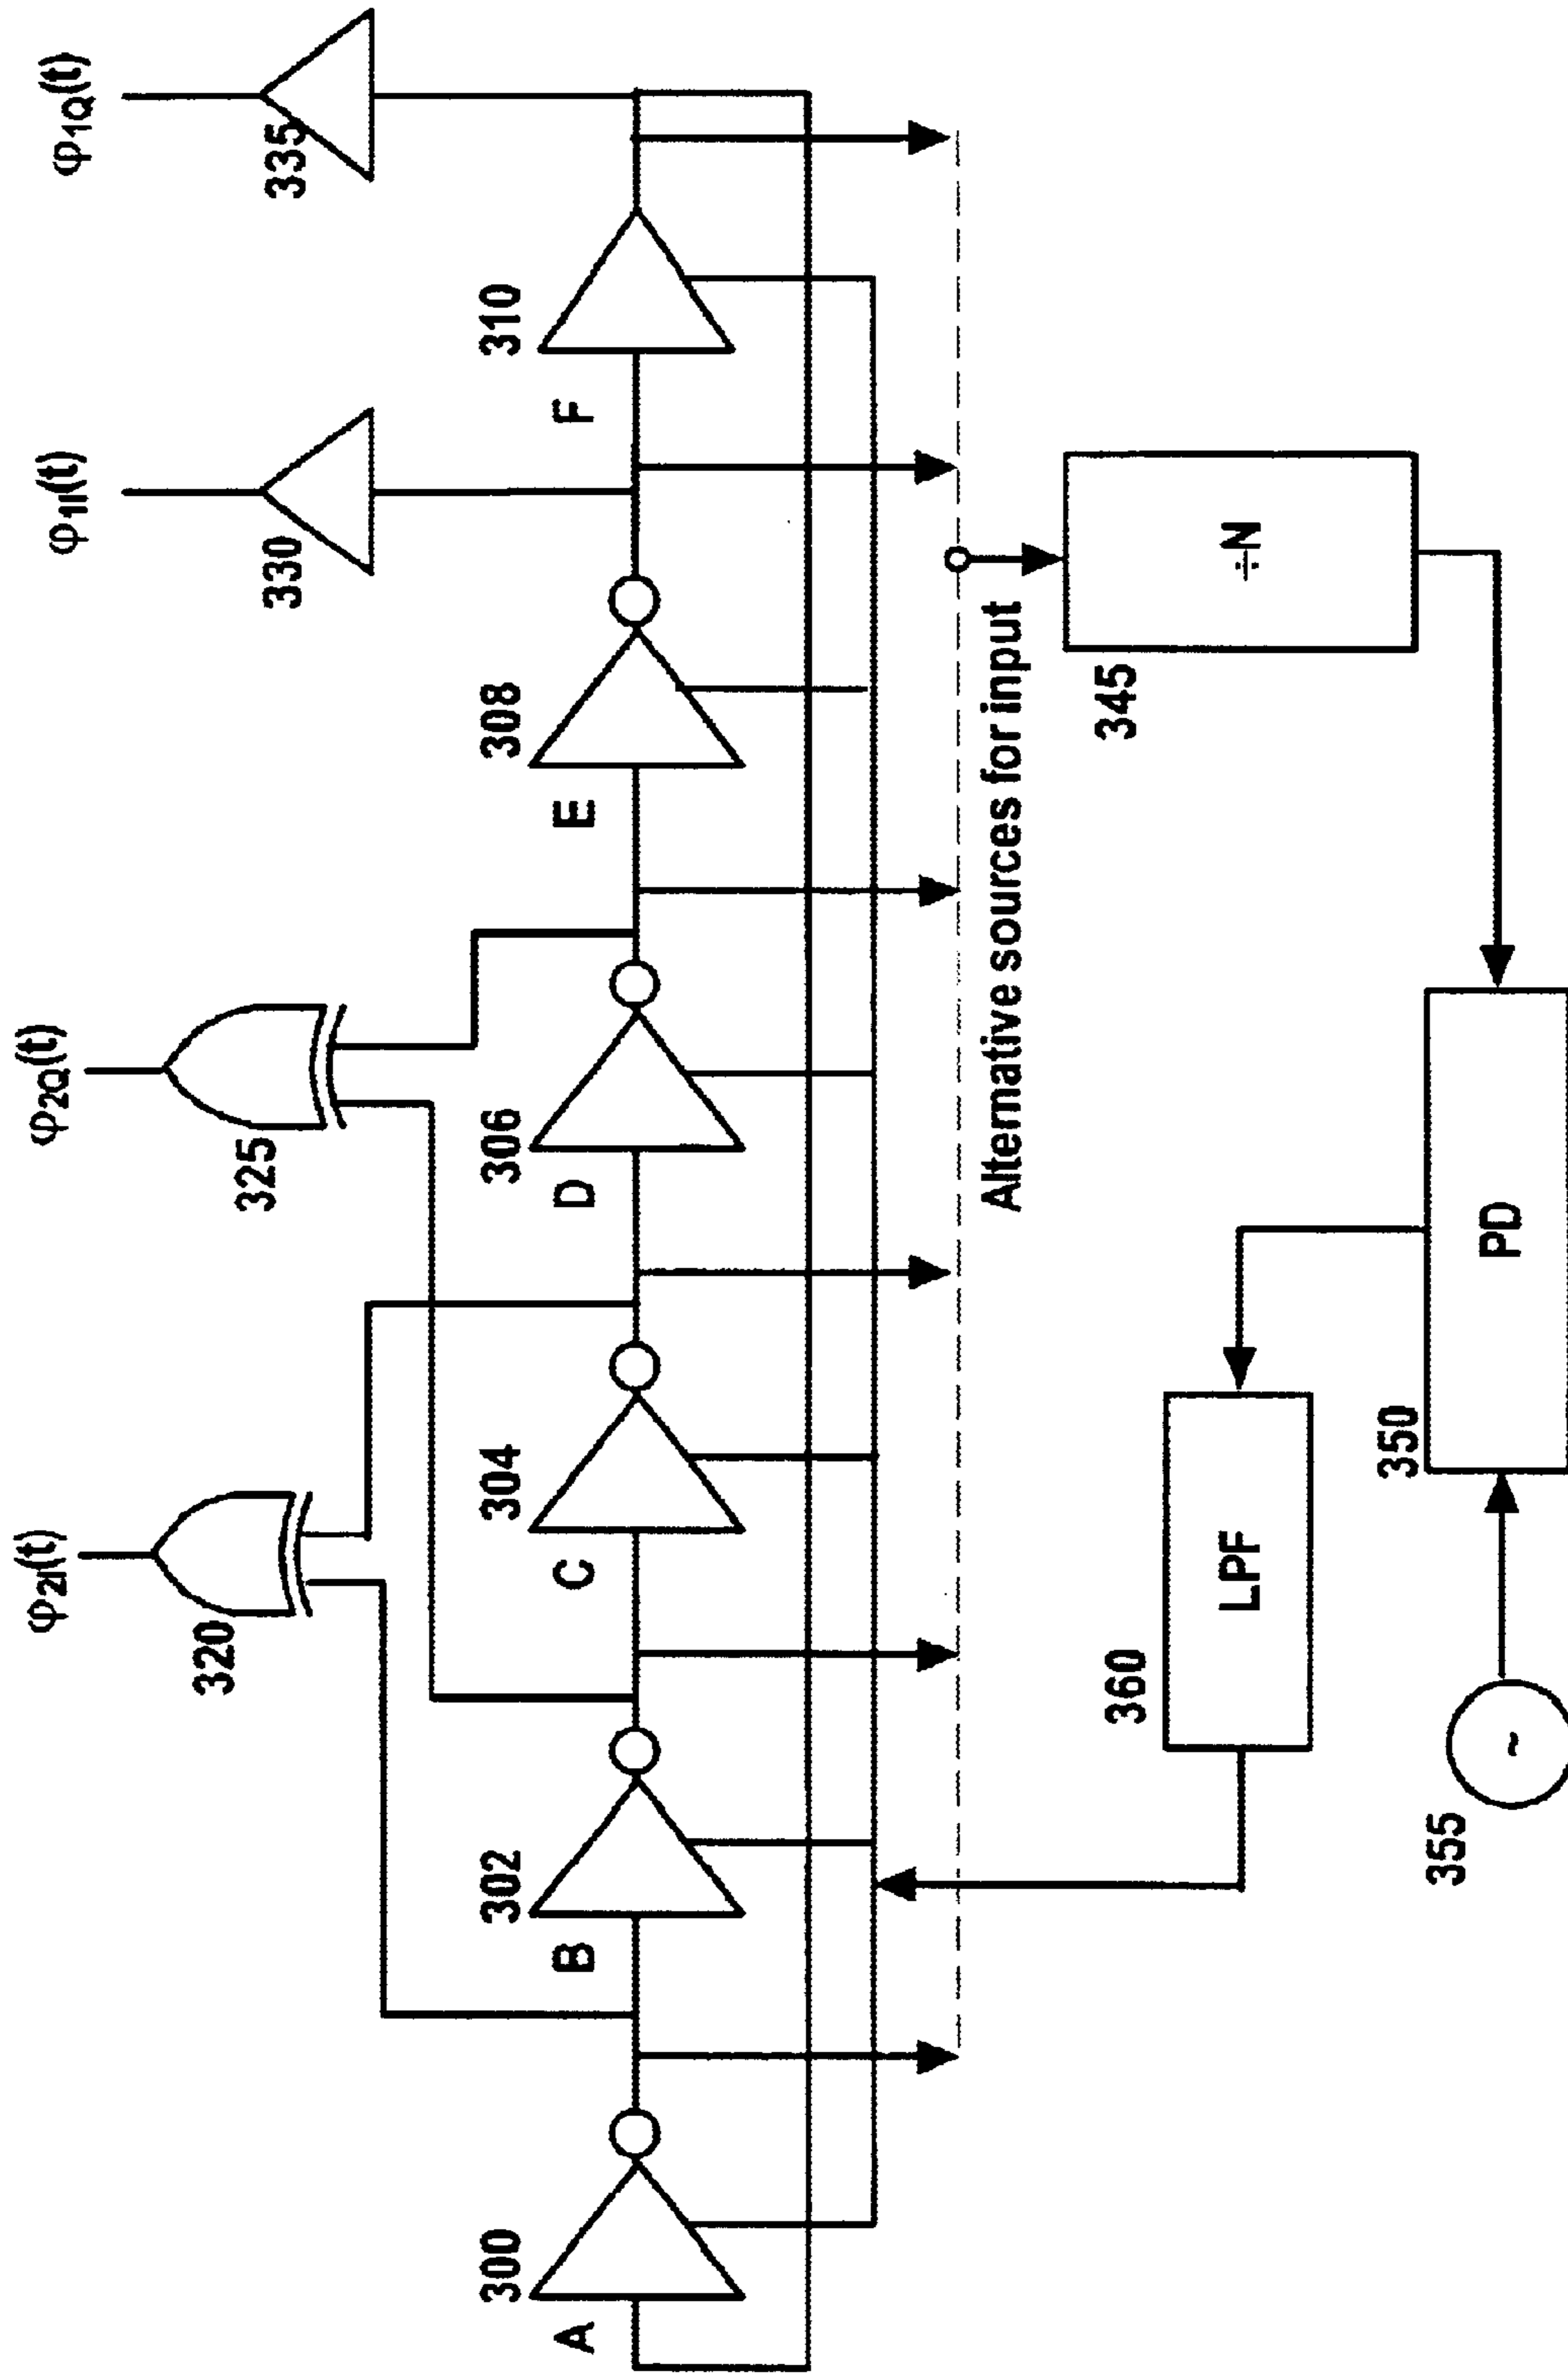 φ2I(t)
φ2Q(t)
φ1I(t)
φ1Q(t)
320
325
330
335
300
302
304
306
308
310
A
B
C
D
E
F
Alternative sources for input
345
÷N
360
LPF
350
PD
355
~